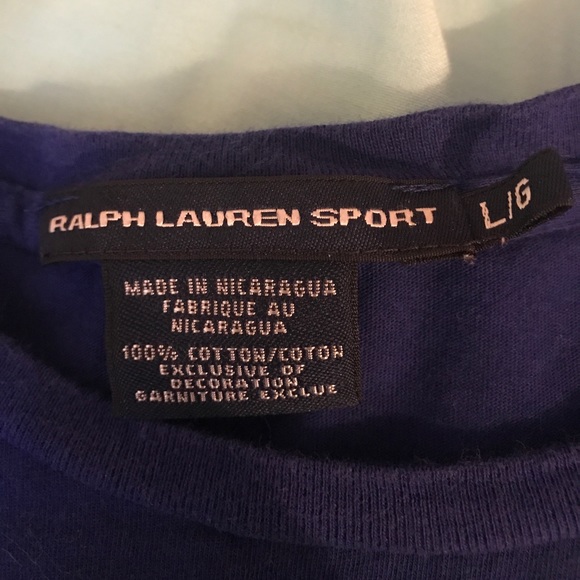 RALPH LAUREN SPORT
L/G
MADE IN NICARAGUA
FABRIQUE AU
NICARAGUA
100% COTTON/COTON
EXCLUSIVE OF
DECORATION
GARNITURE EXCLUE